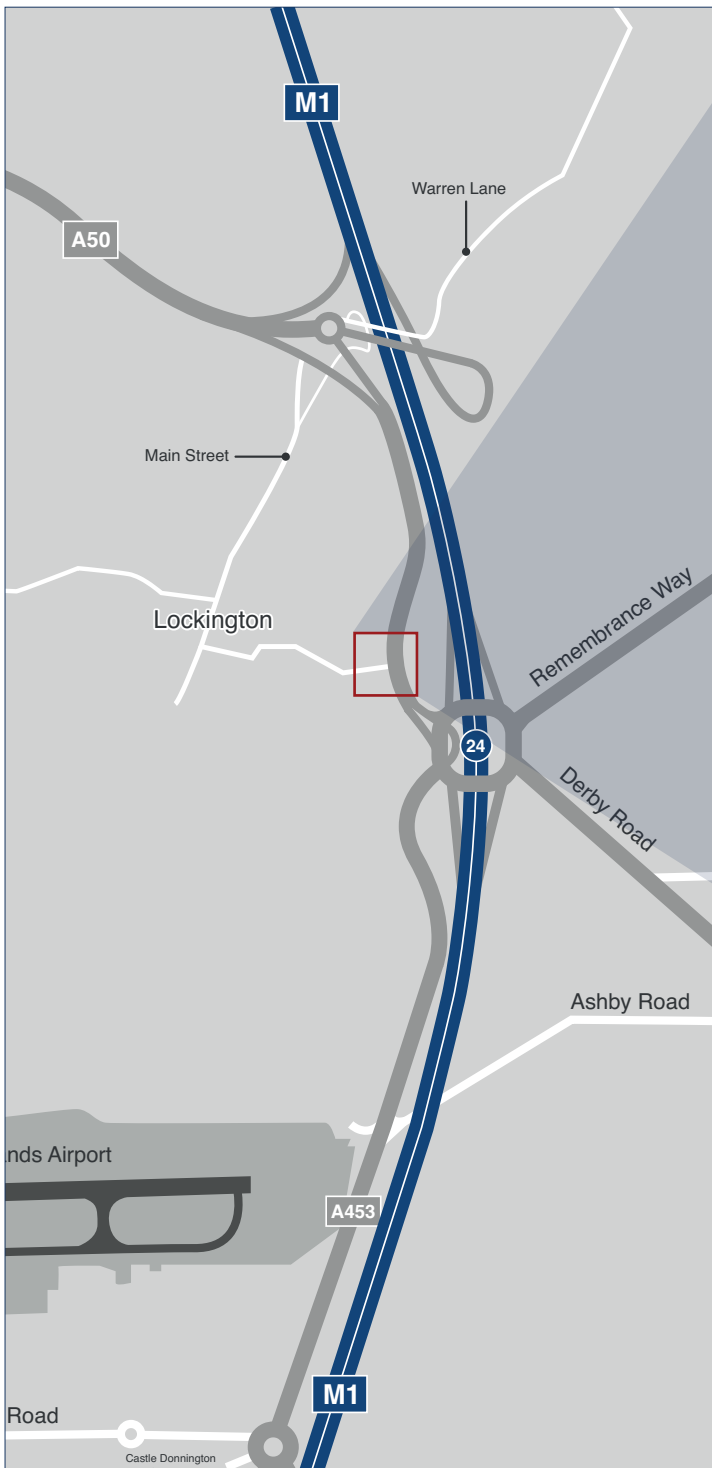 M1
Warren Lane
A50
Main Street
Lockington
Remembrance Way
24
Derby Road
Ashby Road
nds Airport
A453
M1
Road
Castle Donnington